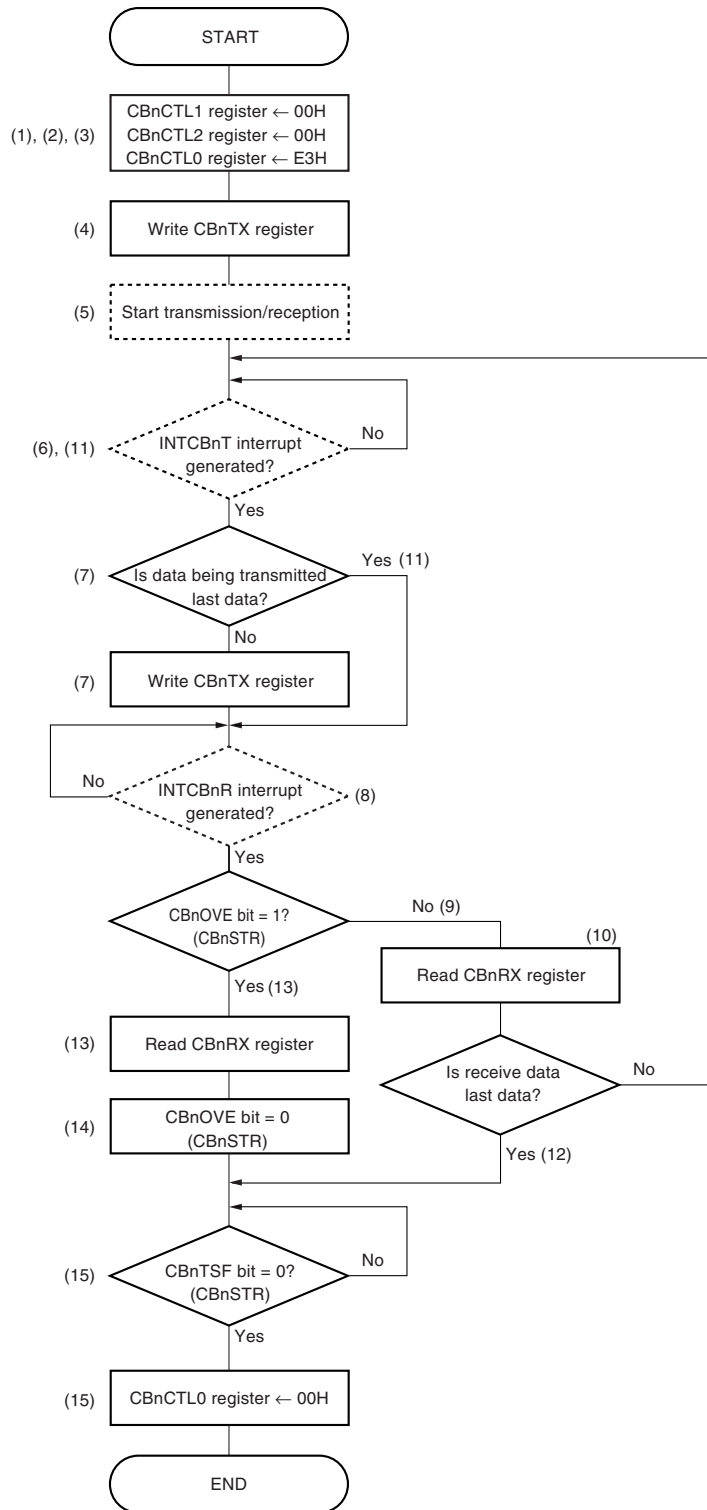 START
(1), (2), (3)
CBnCTL1 register ← 00H
CBnCTL2 register ← 00H
CBnCTL0 register ← E3H
(4)
Write CBnTX register
(5)
Start transmission/reception
(6), (11)
INTCBnT interrupt
generated?
No
Yes
(7)
Is data being transmitted
last data?
Yes (11)
No
(7)
Write CBnTX register
No
INTCBnR interrupt
generated?
(8)
Yes
CBnOVE bit = 1?
(CBnSTR)
No (9)
(10)
Read CBnRX register
Yes (13)
(13)
Read CBnRX register
Is receive data
last data?
No
(14)
CBnOVE bit = 0
(CBnSTR)
Yes (12)
(15)
CBnTSF bit = 0?
(CBnSTR)
No
Yes
(15)
CBnCTL0 register ← 00H
END